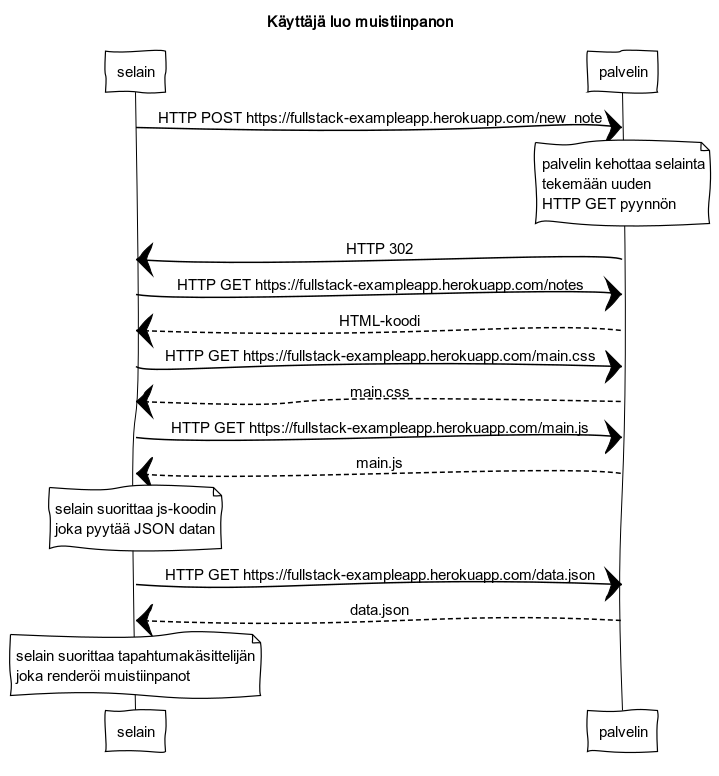 Käyttäjä luo muistiinpanon
selain
palvelin
HTTP POST https://fullstack-exampleapp.herokuapp.com/new_note
palvelin kehottaa selainta
tekemään uuden
HTTP GET pyynnön
HTTP 302
HTTP GET https://fullstack-exampleapp.herokuapp.com/notes
HTML-koodi
HTTP GET https://fullstack-exampleapp.herokuapp.com/main.css
main.css
HTTP GET https://fullstack-exampleapp.herokuapp.com/main.js
main.js
selain suorittaa js-koodin
joka pyytää JSON datan
HTTP GET https://fullstack-exampleapp.herokuapp.com/data.json
data.json
selain suorittaa tapahtumakäsittelijän
joka renderöi muistiinpanot
selain
palvelin